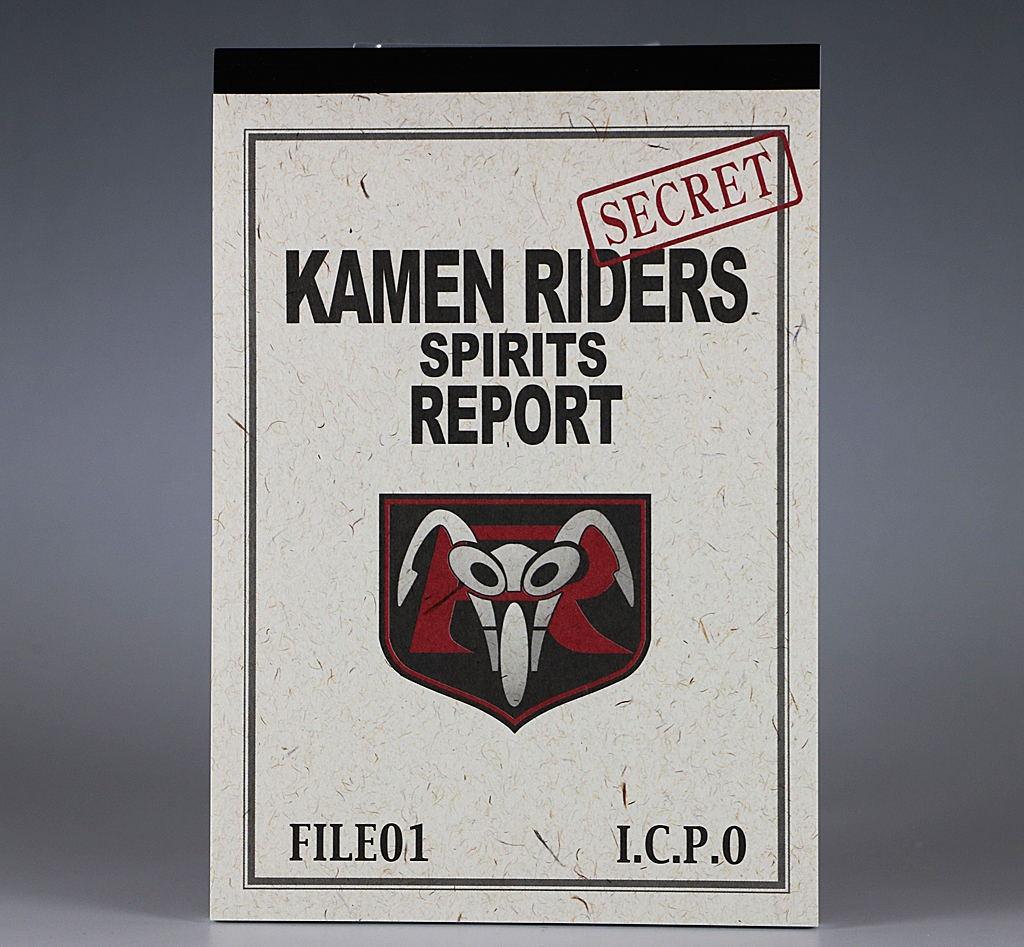 SECRET
KAMEN RIDERS
SPIRITS
REPORT
FILE01
I.C.P.O